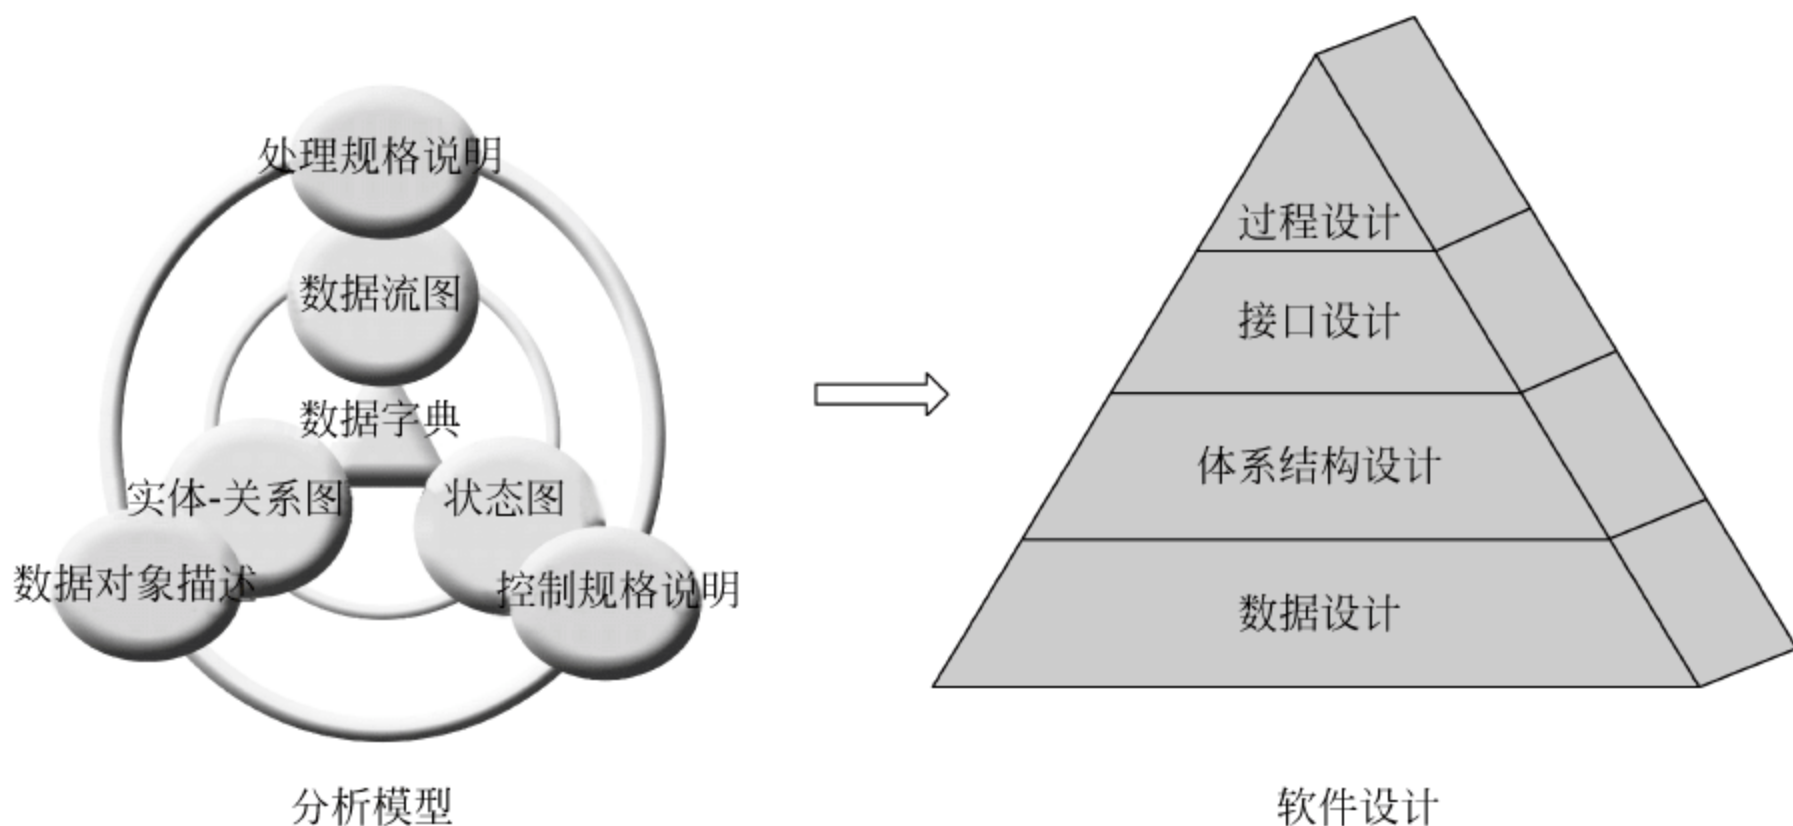 处理规格说明
数据流图
数据字典
实体-关系图
状态图
数据对象描述
控制规格说明
分析模型
过程设计
接口设计
体系结构设计
数据设计
软件设计